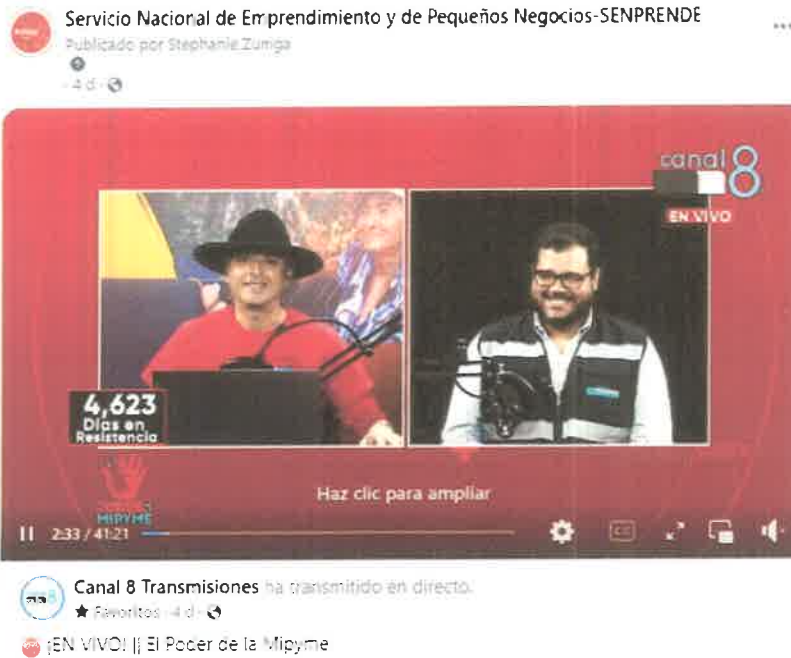 Servicio Nacional de Emprendimiento y de Pequeños Negocios-SENPRENDE
Publicado por Stephanie Zuniga
· 4 d ·
canal 8
EN VIVO
4,623
Días en
Resistencia
MIPYME
Haz clic para ampliar
2:33 / 41:21
Canal 8 Transmisiones ha transmitido en directo.
★ Favoritos · 4 d ·
¡EN VIVO! || El Poder de la Mipyme